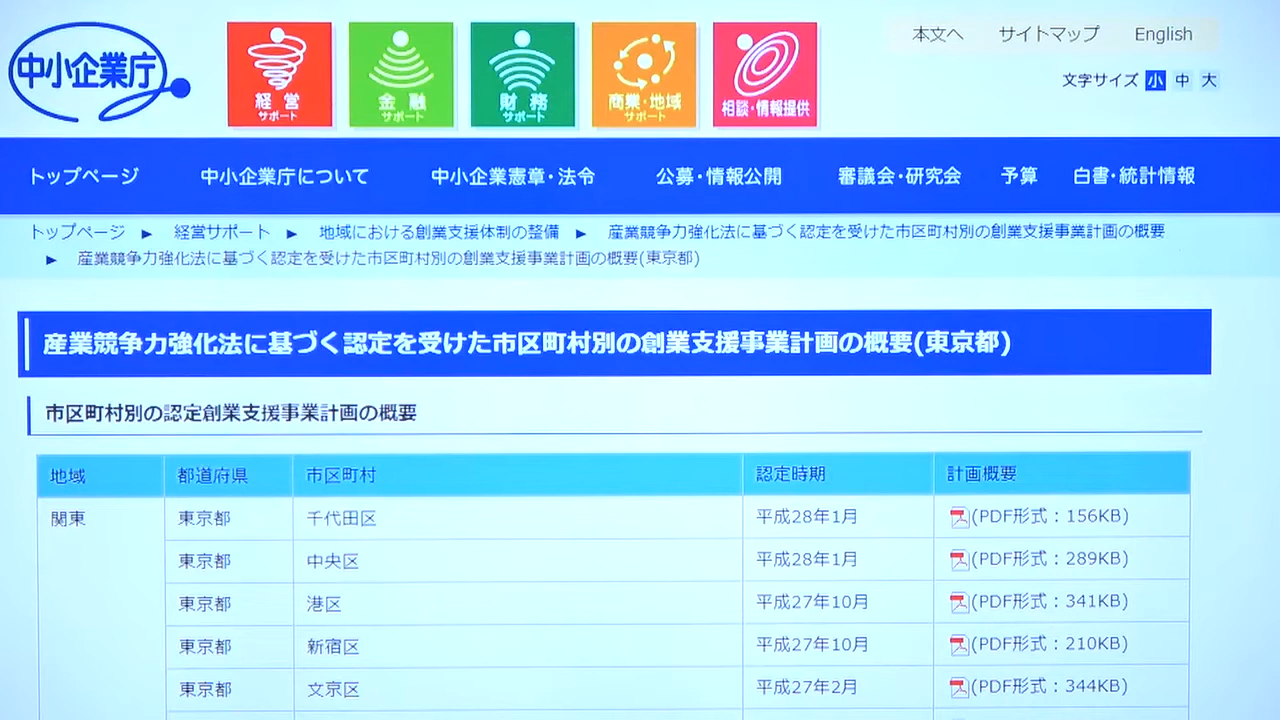 中小企業庁
経営
サポート
金融
サポート
財務
サポート
商業・地域
サポート
相談・情報提供
本文へ サイトマップ English
文字サイズ 小 中 大
トップページ 中小企業庁について 中小企業憲章・法令 公募・情報公開 審議会・研究会 予算 白書・統計情報
トップページ ▶ 経営サポート ▶ 地域における創業支援体制の整備 ▶ 産業競争力強化法に基づく認定を受けた市区町村別の創業支援事業計画の概要
▶ 産業競争力強化法に基づく認定を受けた市区町村別の創業支援事業計画の概要(東京都)
産業競争力強化法に基づく認定を受けた市区町村別の創業支援事業計画の概要(東京都)
市区町村別の認定創業支援事業計画の概要
地域 都道府県 市区町村 認定時期 計画概要
関東 東京都 千代田区 平成28年1月 (PDF形式：156KB)
東京都 中央区 平成28年1月 (PDF形式：289KB)
東京都 港区 平成27年10月 (PDF形式：341KB)
東京都 新宿区 平成27年10月 (PDF形式：210KB)
東京都 文京区 平成27年2月 (PDF形式：344KB)